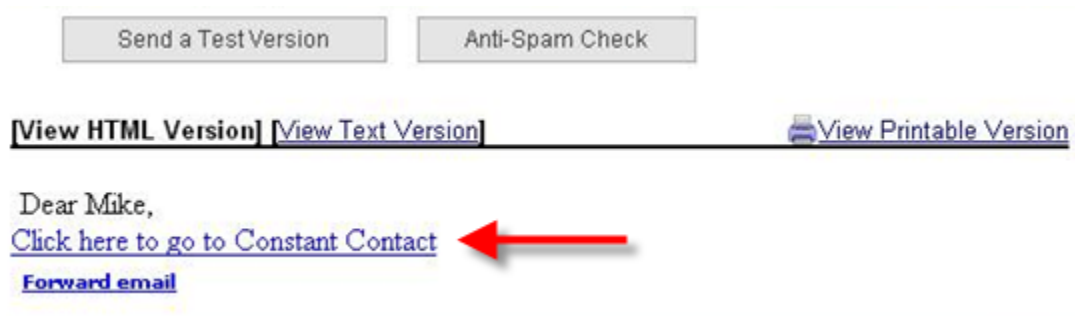 Send a Test Version Anti-Spam Check
[View HTML Version] [View Text Version] View Printable Version
Dear Mike,
Click here to go to Constant Contact
Forward email